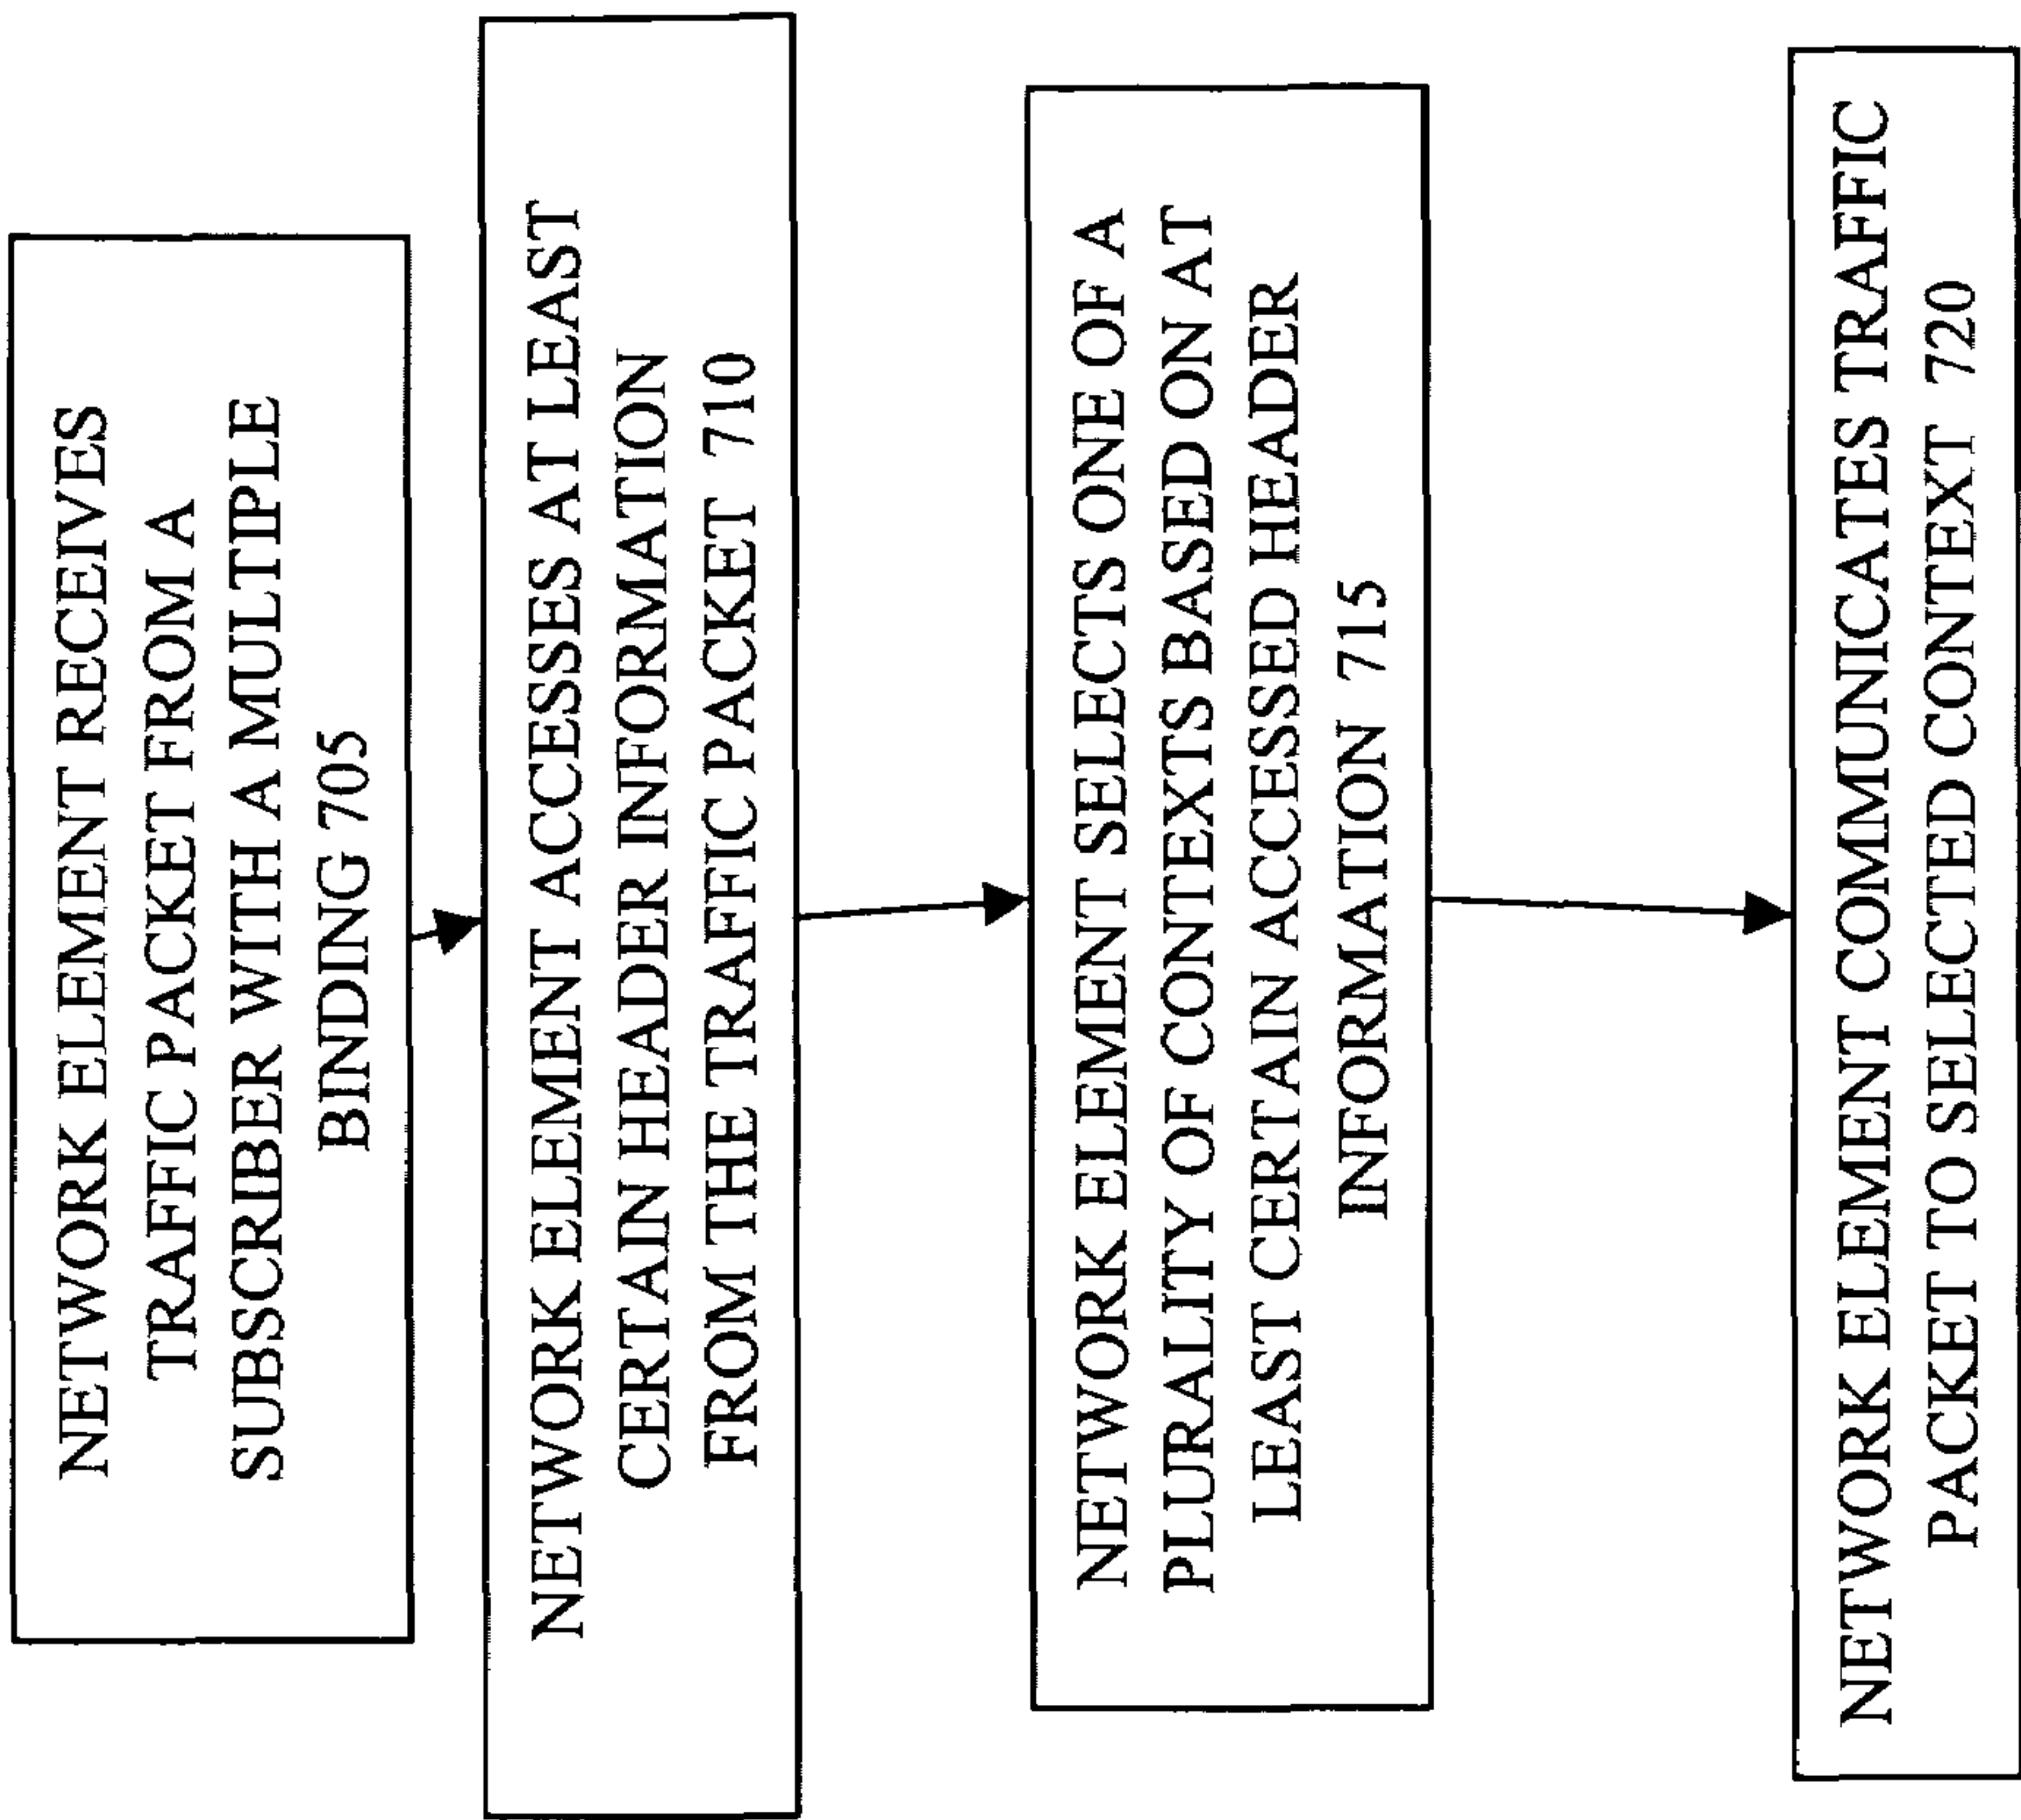 NETWORK ELEMENT RECEIVES
TRAFFIC PACKET FROM A
SUBSCRIBER WITH A MULTIPLE
BINDING 705
NETWORK ELEMENT ACCESSES AT LEAST
CERTAIN HEADER INFORMATION
FROM THE TRAFFIC PACKET 710
NETWORK ELEMENT SELECTS ONE OF A
PLURALITY OF CONTEXTS BASED ON AT
LEAST CERTAIN ACCESSED HEADER
INFORMATION 715
NETWORK ELEMENT COMMUNICATES TRAFFIC
PACKET TO SELECTED CONTEXT 720